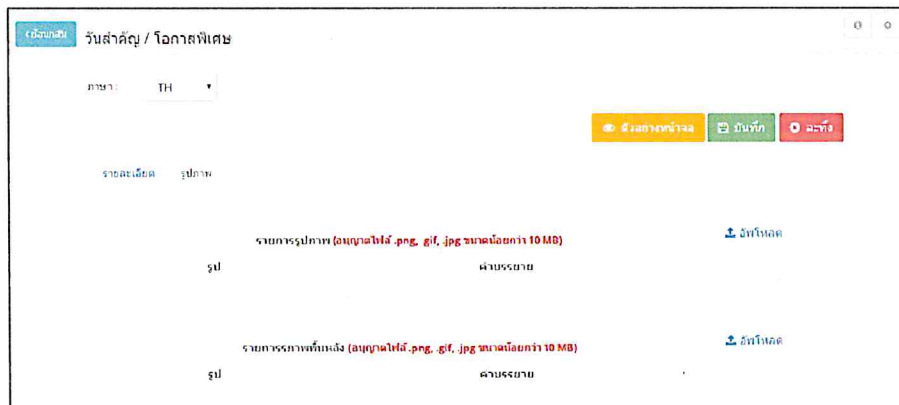 ย้อนกลับ วันสำคัญ / โอกาสพิเศษ
ภาษา : TH
ตัวอย่างหน้าจอ บันทึก ละทิ้ง
รายละเอียด รูปภาพ
รายการรูปภาพ (อนุญาตไฟล์ .png, .gif, .jpg ขนาดน้อยกว่า 10 MB) อัพโหลด
รูป คำบรรยาย
รายการรภาพพื้นหลัง (อนุญาตไฟล์ .png, .gif, .jpg ขนาดน้อยกว่า 10 MB) อัพโหลด
รูป คำบรรยาย